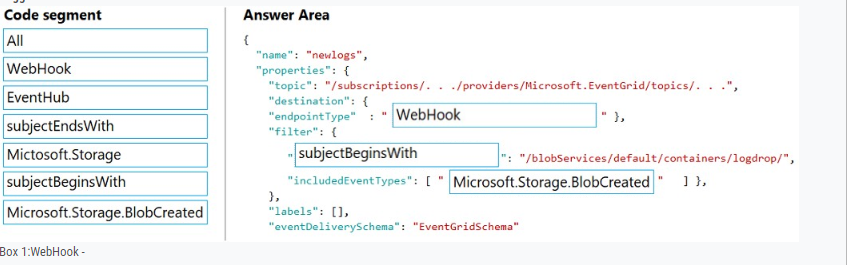 Code segment
All
WebHook
EventHub
subjectEndsWith
Mictosoft.Storage
subjectBeginsWith
Microsoft.Storage.BlobCreated
Answer Area
{
"name": "newlogs",
"properties": {
"topic": "/subscriptions/. . ./providers/Microsoft.EventGrid/topics/. . .",
"destination": {
"endpointType" : " WebHook " },
"filter": {
" subjectBeginsWith ": "/blobServices/default/containers/logdrop/",
"includedEventTypes": [ " Microsoft.Storage.BlobCreated " ] },
},
"labels": [],
"eventDeliverySchema": "EventGridSchema"
Box 1:WebHook -